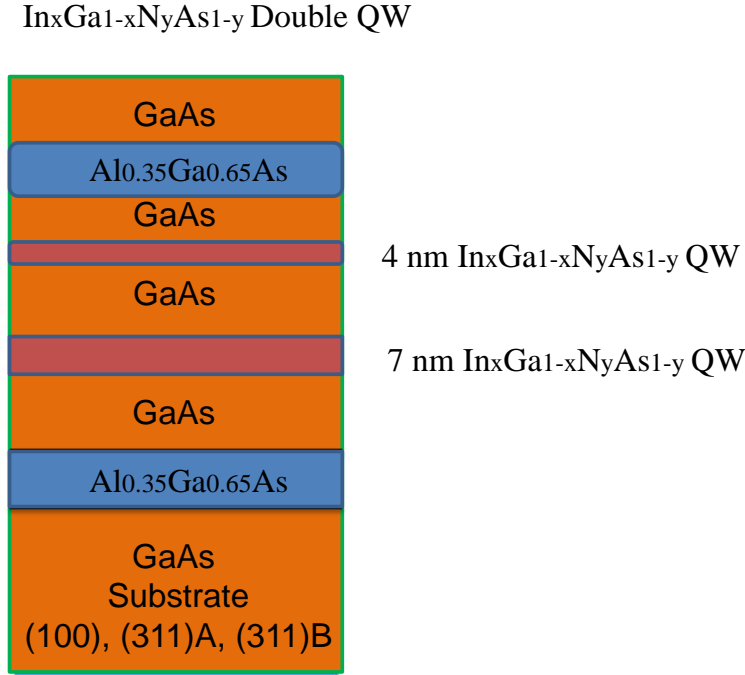 InxGa1-xNyAs1-y Double QW
GaAs
Al0.35Ga0.65As
GaAs
4 nm InxGa1-xNyAs1-y QW
GaAs
7 nm InxGa1-xNyAs1-y QW
GaAs
Al0.35Ga0.65As
GaAs
Substrate
(100), (311)A, (311)B